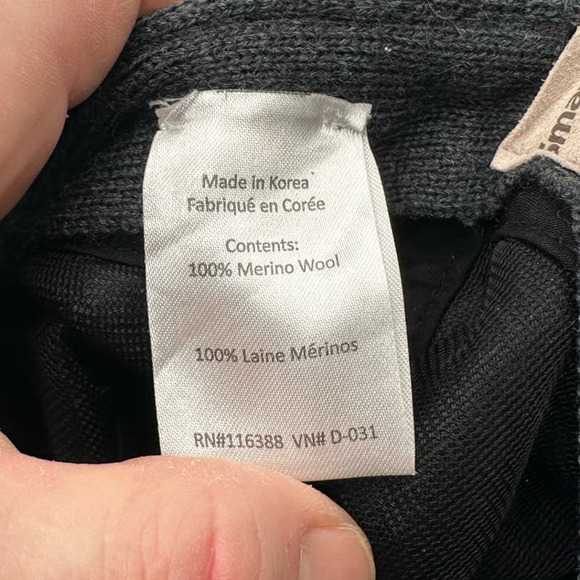 Made in Korea
Fabriqué en Corée
Contents:
100% Merino Wool
100% Laine Mérinos
RN#116388 VN# D-031